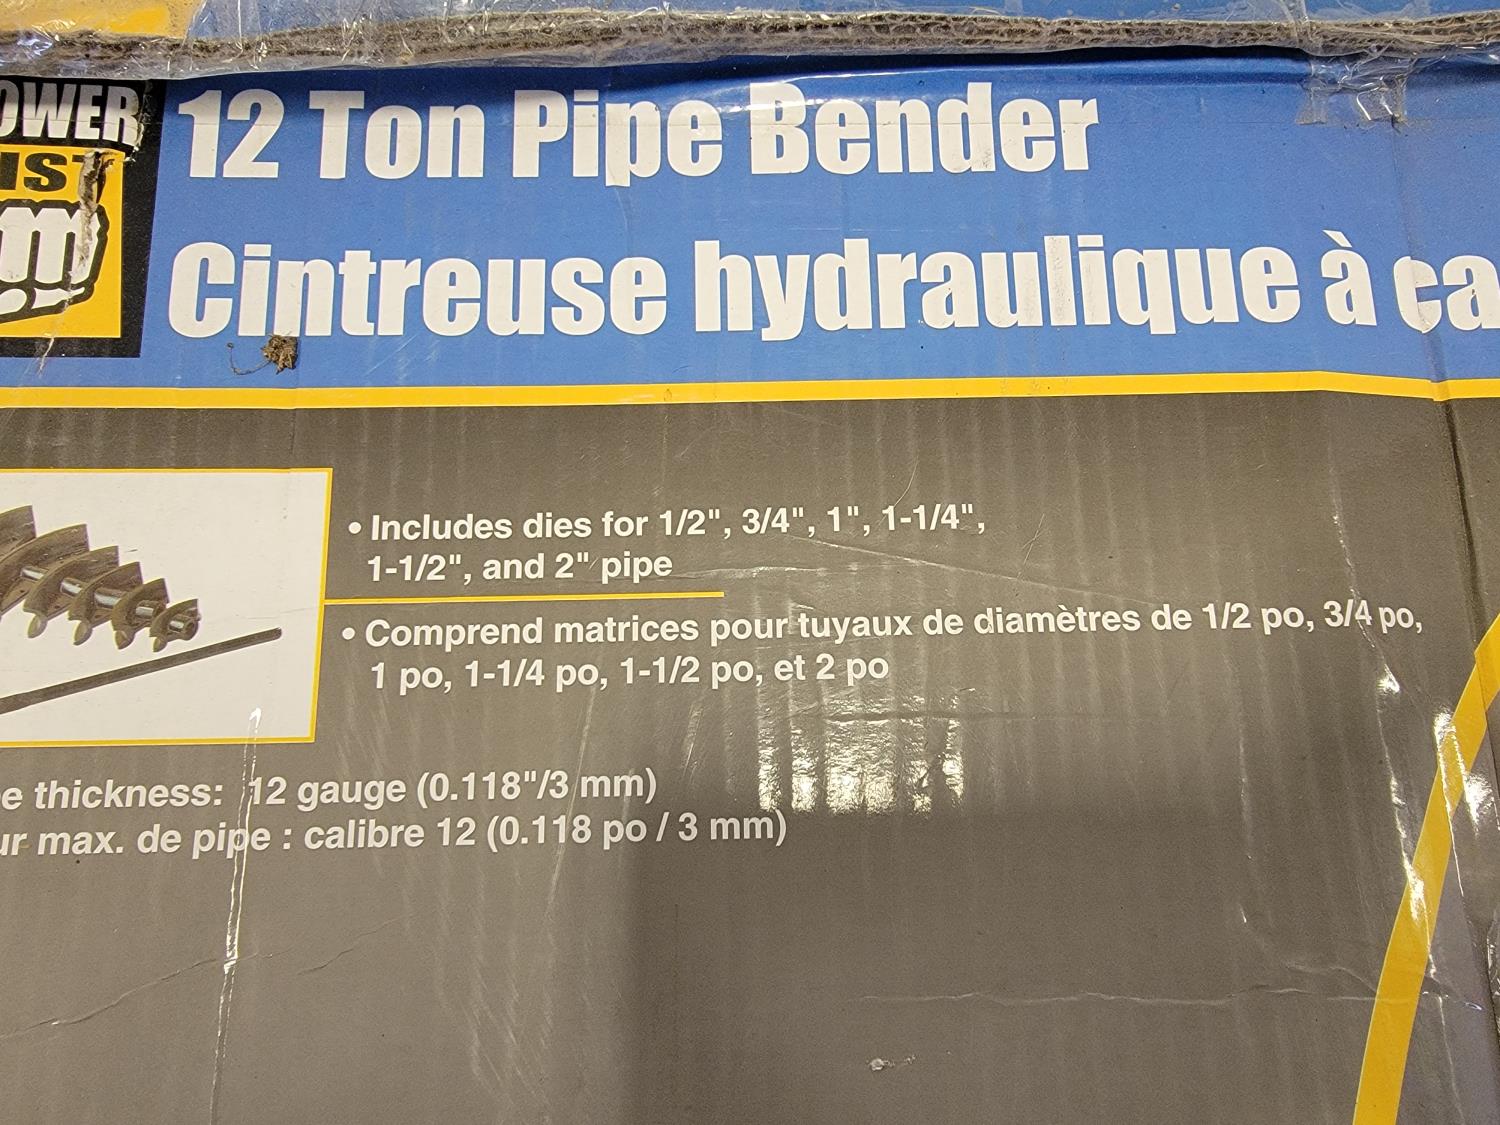 OWER
IST
12 Ton Pipe Bender
Cintreuse hydraulique à ca
• Includes dies for 1/2", 3/4", 1", 1-1/4",
1-1/2", and 2" pipe
• Comprend matrices pour tuyaux de diamètres de 1/2 po, 3/4 po,
1 po, 1-1/4 po, 1-1/2 po, et 2 po
e thickness: 12 gauge (0.118"/3 mm)
ur max. de pipe : calibre 12 (0.118 po / 3 mm)